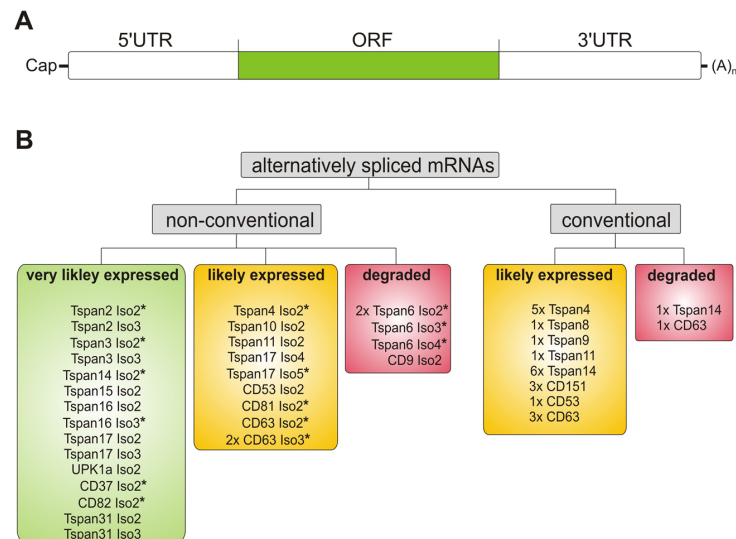 A
5'UTR ORF 3'UTR
Cap (A)n
B
alternatively spliced mRNAs
non-conventional
conventional
very likley expressed
Tspan2 Iso2*
Tspan2 Iso3
Tspan3 Iso2*
Tspan3 Iso3
Tspan14 Iso2*
Tspan15 Iso2
Tspan16 Iso2
Tspan16 Iso3*
Tspan17 Iso2
Tspan17 Iso3
UPK1a Iso2
CD37 Iso2*
CD82 Iso2*
Tspan31 Iso2
Tspan31 Iso3
likely expressed
Tspan4 Iso2*
Tspan10 Iso2
Tspan11 Iso2
Tspan17 Iso4
Tspan17 Iso5*
CD53 Iso2
CD81 Iso2*
CD63 Iso2*
2x CD63 Iso3*
degraded
2x Tspan6 Iso2*
Tspan6 Iso3*
Tspan6 Iso4*
CD9 Iso2
likely expressed
5x Tspan4
1x Tspan8
1x Tspan9
1x Tspan11
6x Tspan14
3x CD151
1x CD53
3x CD63
degraded
1x Tspan14
1x CD63